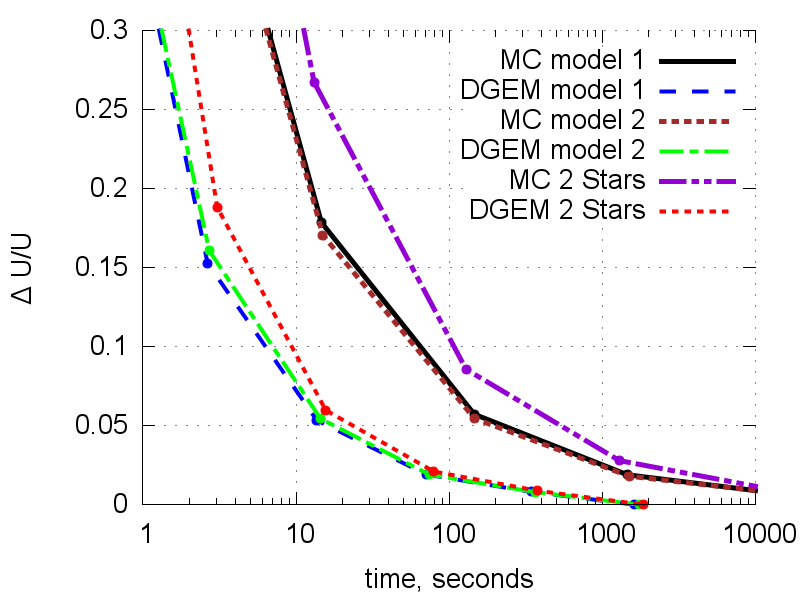 0.3
0.25
0.2
0.15
0.1
0.05
0
Δ U/U
MC model 1
DGEM model 1
MC model 2
DGEM model 2
MC 2 Stars
DGEM 2 Stars
1 10 100 1000 10000
time, seconds